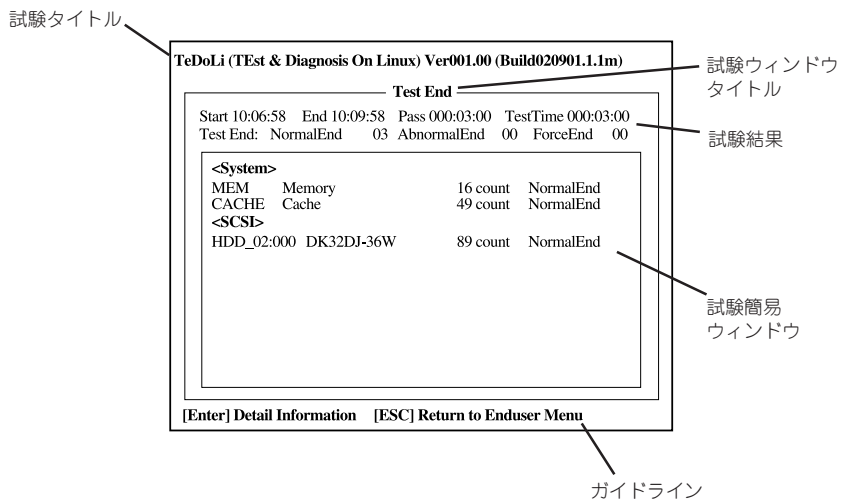 試験タイトル
TeDoLi (TEst & Diagnosis On Linux) Ver001.00 (Build020901.1.1m)
試験ウィンドウ
タイトル
Test End
Start 10:06:58 End 10:09:58 Pass 000:03:00 TestTime 000:03:00
Test End: NormalEnd 03 AbnormalEnd 00 ForceEnd 00
試験結果
<System>
MEM Memory 16 count NormalEnd
CACHE Cache 49 count NormalEnd
<SCSI>
HDD_02:000 DK32DJ-36W 89 count NormalEnd
試験簡易
ウィンドウ
[Enter] Detail Information [ESC] Return to Enduser Menu
ガイドライン